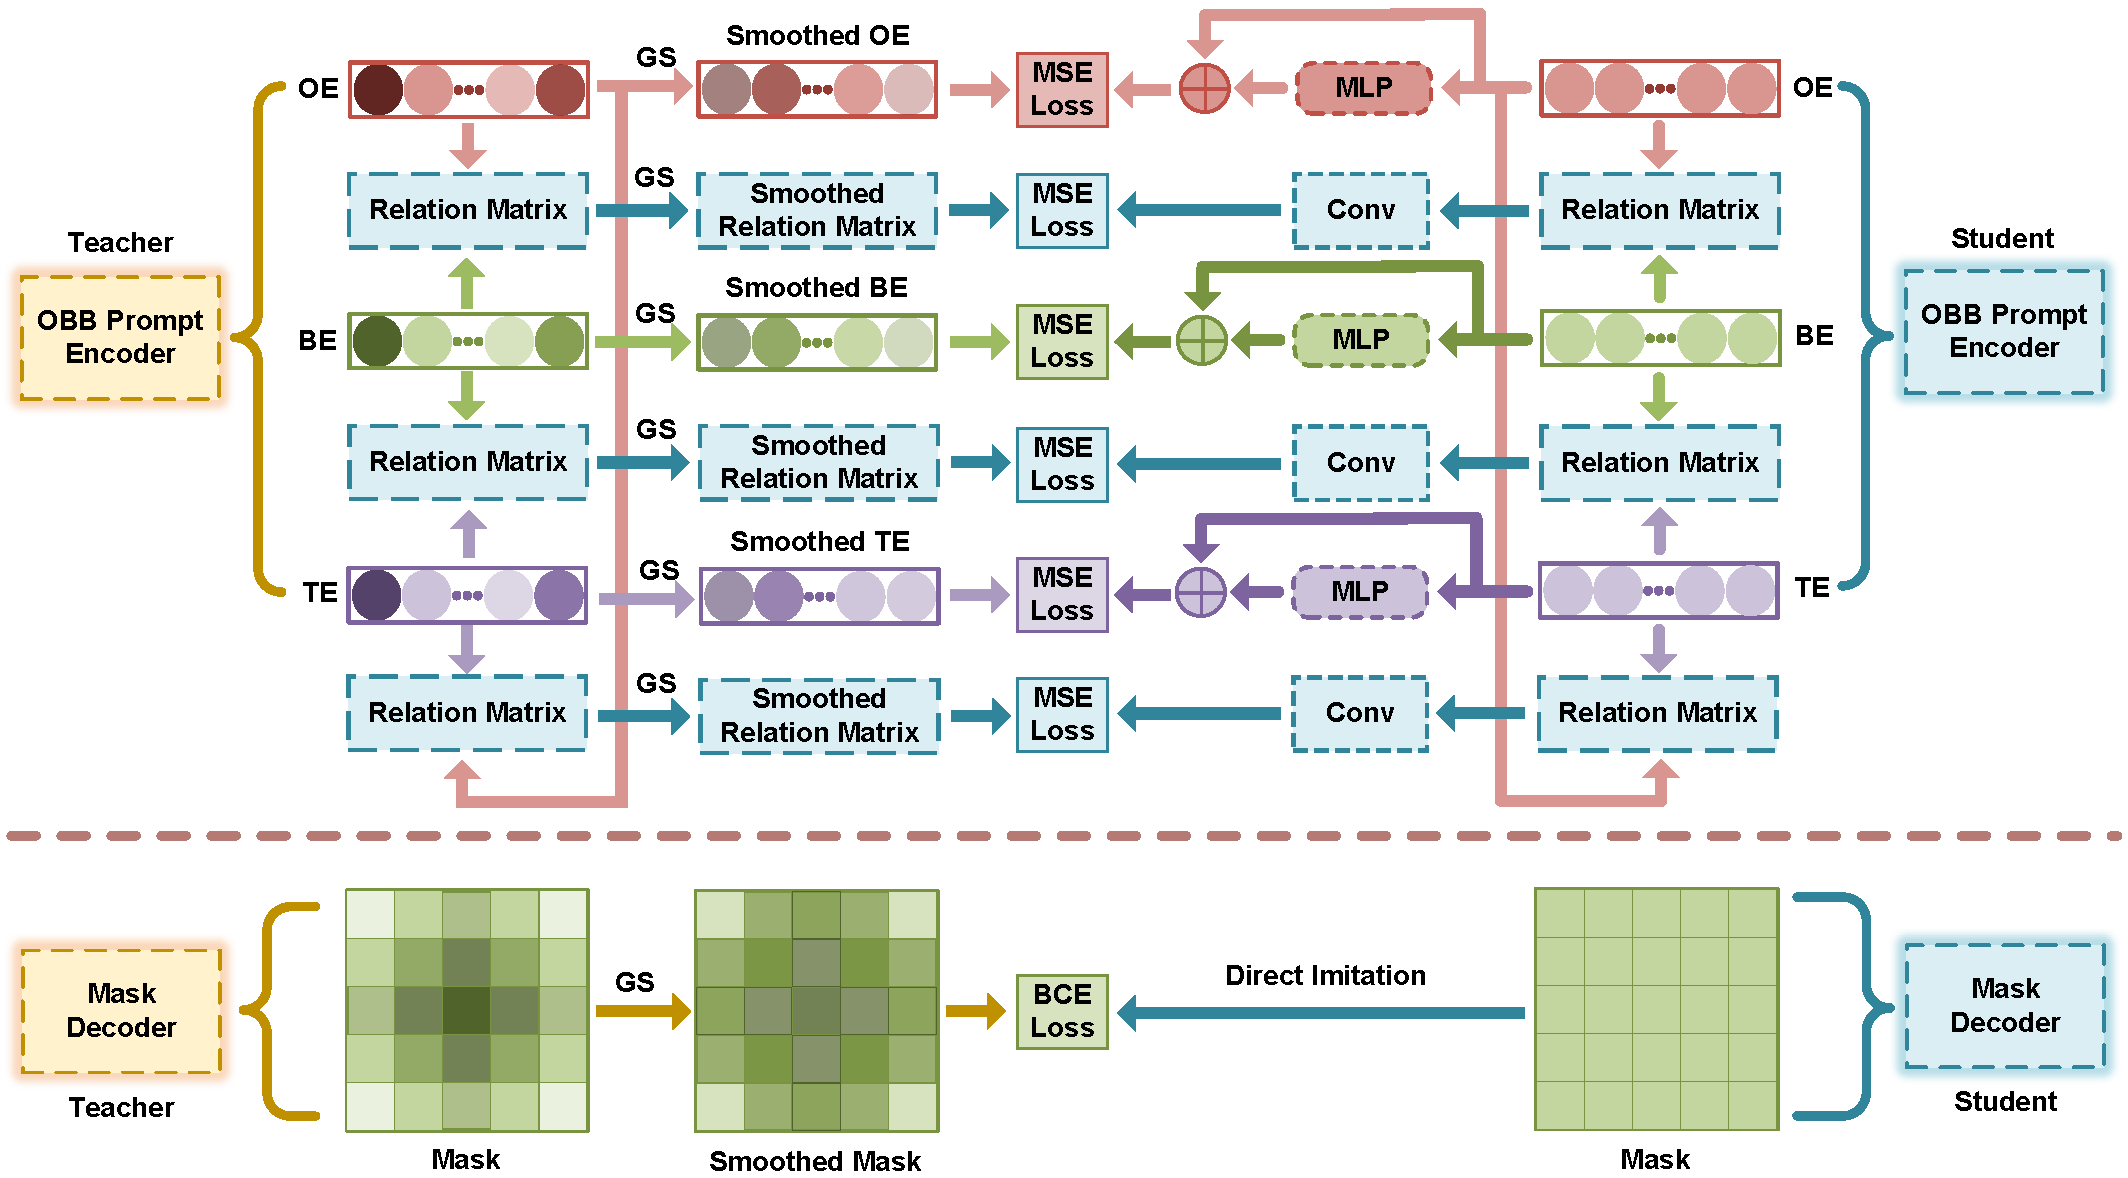 Smoothed OE
GS
OE
MSE
Loss
MLP
OE
GS
Relation Matrix
Smoothed
Relation Matrix
MSE
Loss
Conv
Relation Matrix
Teacher
OBB Prompt
Encoder
Student
OBB Prompt
Encoder
Smoothed BE
GS
BE
MSE
Loss
MLP
BE
GS
Relation Matrix
Smoothed
Relation Matrix
MSE
Loss
Conv
Relation Matrix
Smoothed TE
GS
TE
MSE
Loss
MLP
TE
GS
Relation Matrix
Smoothed
Relation Matrix
MSE
Loss
Conv
Relation Matrix
Mask
Decoder
Teacher
GS
BCE
Loss
Direct Imitation
Mask
Decoder
Student
Mask
Smoothed Mask
Mask